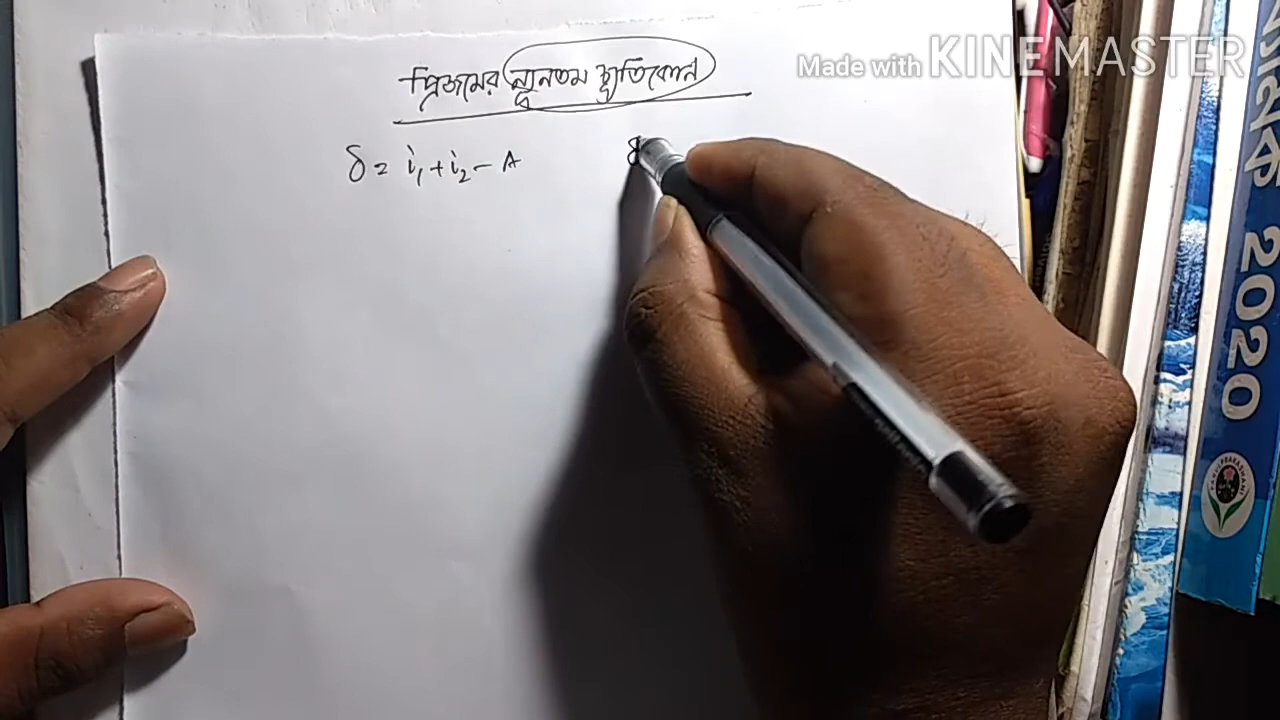 Made with KINEMASTER
প্রিজমের ন্যূনতম চ্যুতিকোন
δ = i₁ + i₂ - A
δ
2020